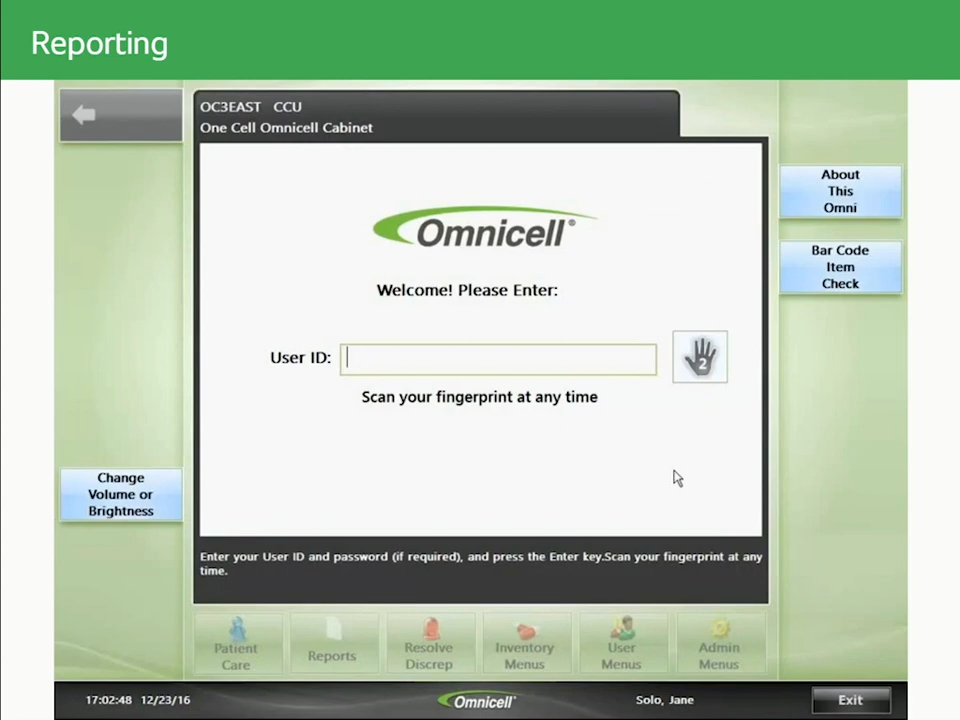 Reporting
OC3EAST CCU
One Cell Omnicell Cabinet
About
This
Omni
Omnicell®
Bar Code
Item
Check
Welcome! Please Enter:
User ID:
2
Scan your fingerprint at any time
Change
Volume or
Brightness
Enter your User ID and password (if required), and press the Enter key.Scan your fingerprint at any
time.
Patient
Care
Reports
Resolve
Discrep
Inventory
Menus
User
Menus
Admin
Menus
17:02:48 12/23/16
Omnicell®
Solo, Jane
Exit